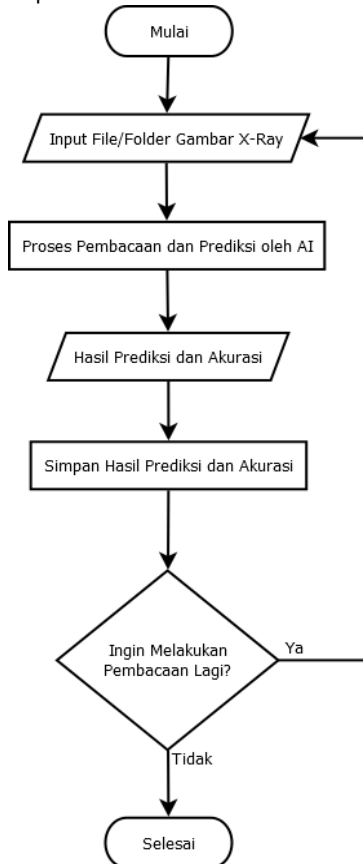 Mulai
Input File/Folder Gambar X-Ray
Proses Pembacaan dan Prediksi oleh AI
Hasil Prediksi dan Akurasi
Simpan Hasil Prediksi dan Akurasi
Ingin Melakukan
Pembacaan Lagi?
Ya
Tidak
Selesai